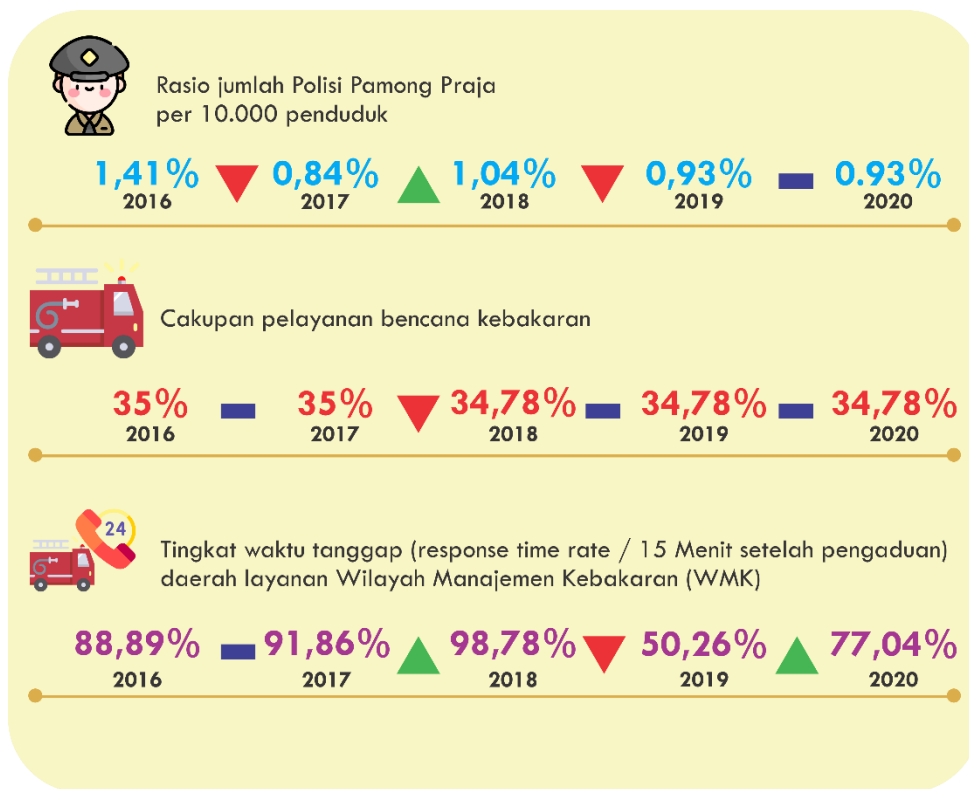 Rasio jumlah Polisi Pamong Praja
per 10.000 penduduk
1,41% 0,84% 1,04% 0,93% 0.93%
2016 2017 2018 2019 2020
Cakupan pelayanan bencana kebakaran
35% 35% 34,78% 34,78% 34,78%
2016 2017 2018 2019 2020
24
Tingkat waktu tanggap (response time rate / 15 Menit setelah pengaduan)
daerah layanan Wilayah Manajemen Kebakaran (WMK)
88,89% 91,86% 98,78% 50,26% 77,04%
2016 2017 2018 2019 2020